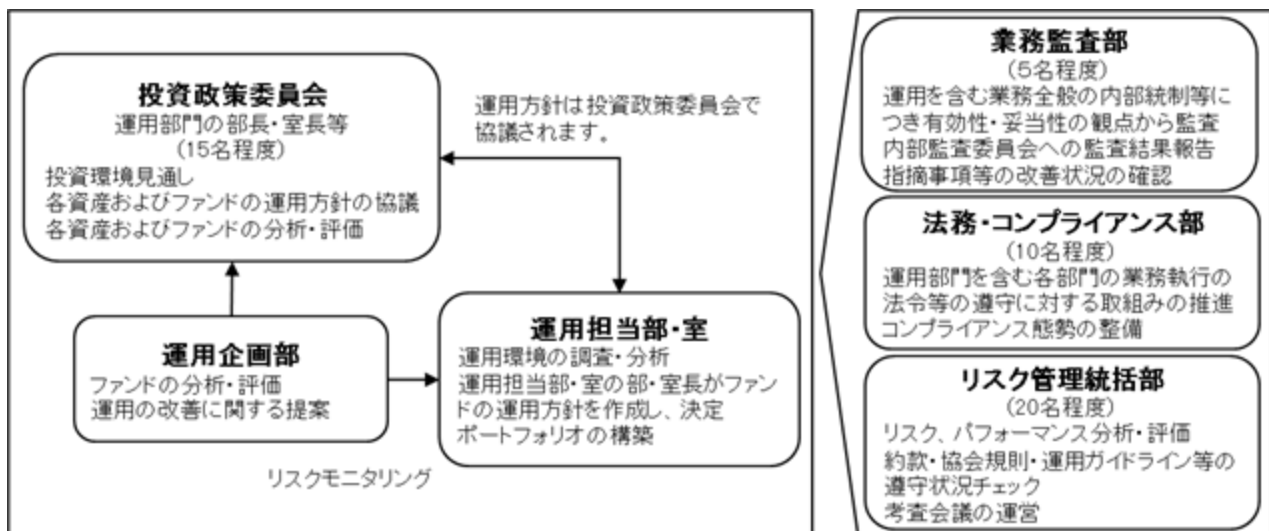 投資政策委員会
運用部門の部長・室長等
(15名程度)
投資環境見通し
各資産およびファンドの運用方針の協議
各資産およびファンドの分析・評価
運用方針は投資政策委員会で
協議されます。
運用企画部
ファンドの分析・評価
運用の改善に関する提案
運用担当部・室
運用環境の調査・分析
運用担当部・室の部・室長がファン
ドの運用方針を作成し、決定
ポートフォリオの構築
リスクモニタリング
業務監査部
(5名程度)
運用を含む業務全般の内部統制等に
つき有効性・妥当性の観点から監査
内部監査委員会への監査結果報告
指摘事項等の改善状況の確認
法務・コンプライアンス部
(10名程度)
運用部門を含む各部門の業務執行の
法令等の遵守に対する取組みの推進
コンプライアンス態勢の整備
リスク管理統括部
(20名程度)
リスク、パフォーマンス分析・評価
約款・協会規則・運用ガイドライン等の
遵守状況チェック
考査会議の運営